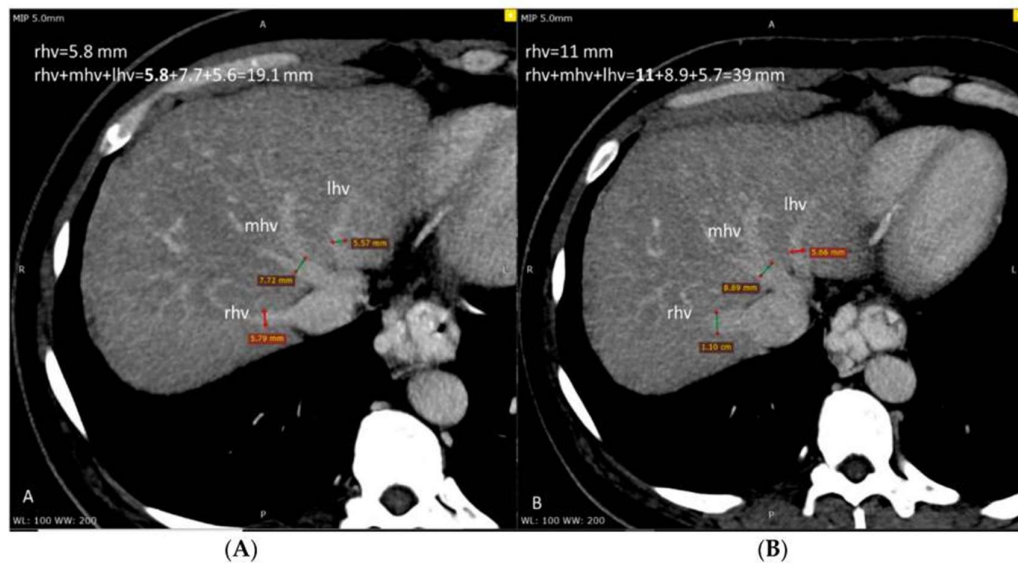 MIP 5.0mm
A
rhv=5.8 mm
rhv+mhv+lhv=5.8+7.7+5.6=19.1 mm
lhv
mhv
5.57 mm
7.72 mm
R
L
rhv
5.79 mm
A
WL: 100 WW: 200
P
MIP 5.0mm
A
rhv=11 mm
rhv+mhv+lhv=11+8.9+5.7=39 mm
lhv
mhv
5.66 mm
8.89 mm
R
L
rhv
1.10 cm
B
WL: 100 WW: 200
P
(A)
(B)